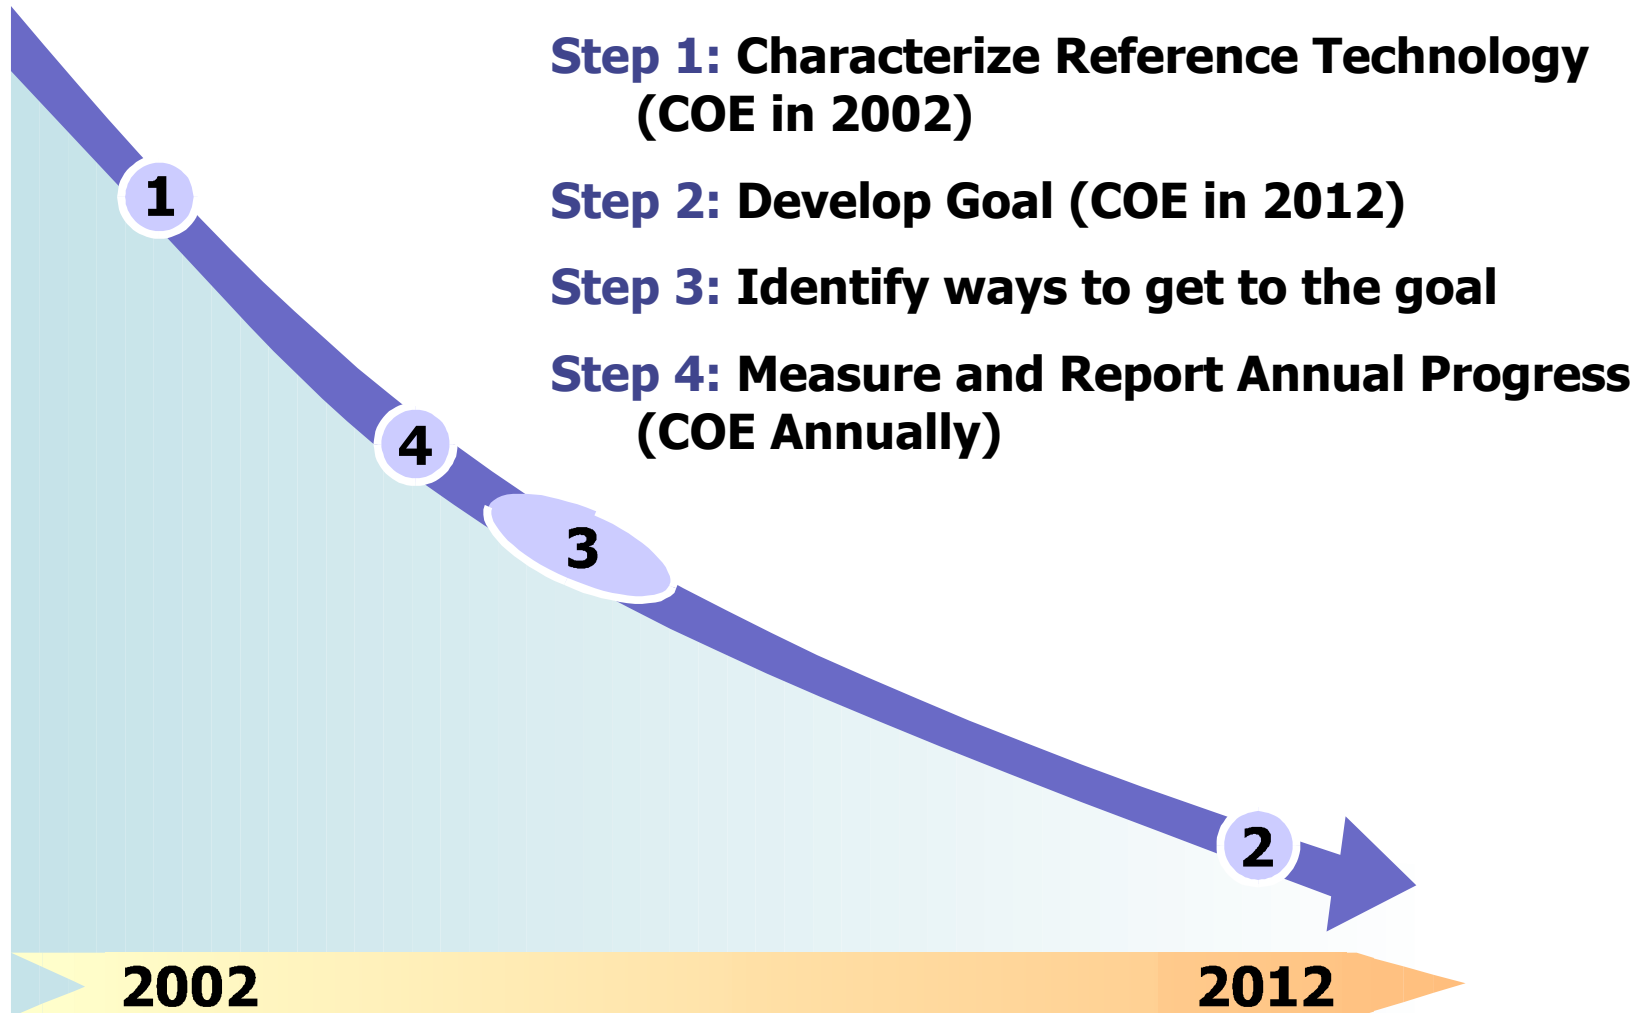 Step 1: Characterize Reference Technology
(COE in 2002)
Step 2: Develop Goal (COE in 2012)
Step 3: Identify ways to get to the goal
Step 4: Measure and Report Annual Progress
(COE Annually)
1
4
3
2
2002
2012